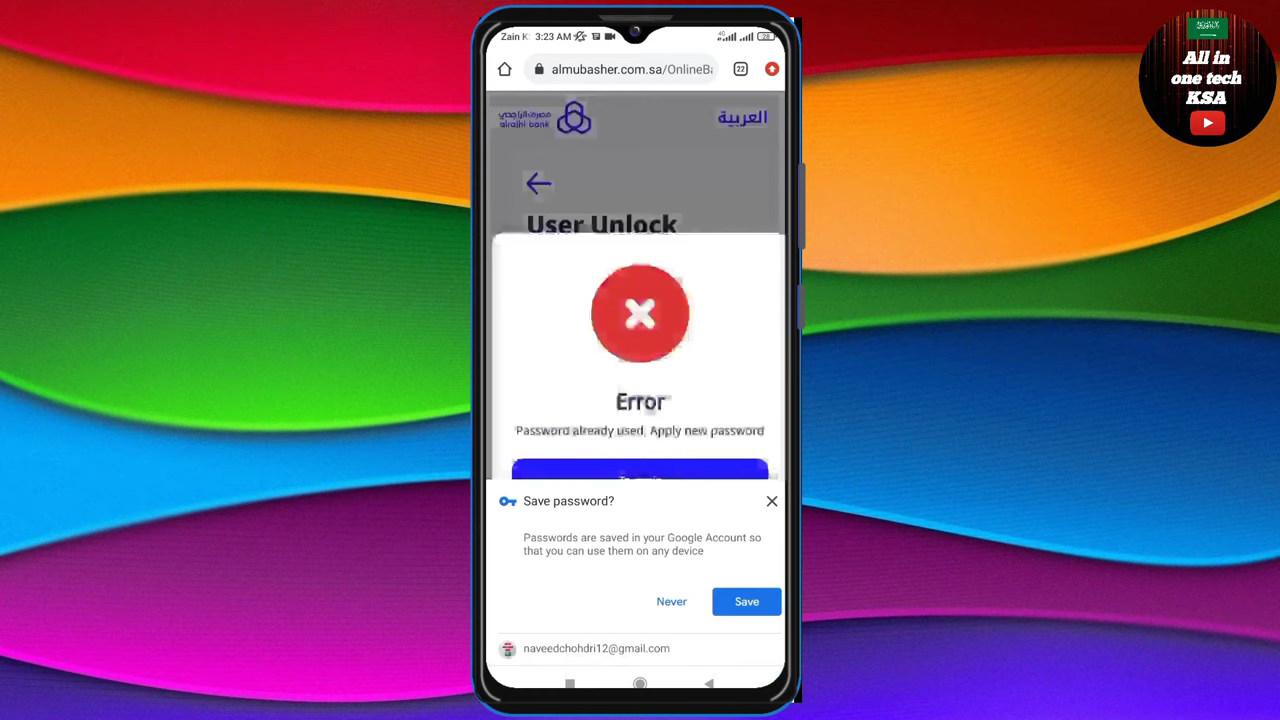 Zain K: 3:23 AM
4G
28
almubasher.com.sa/OnlineBa
22
مصرف الراجحي
alrajhi bank
العربية
User Unlock
Error
Password already used, Apply new password
Save password?
Passwords are saved in your Google Account so
that you can use them on any device
Never
Save
naveedchohdri12@gmail.com
All in
one tech
KSA